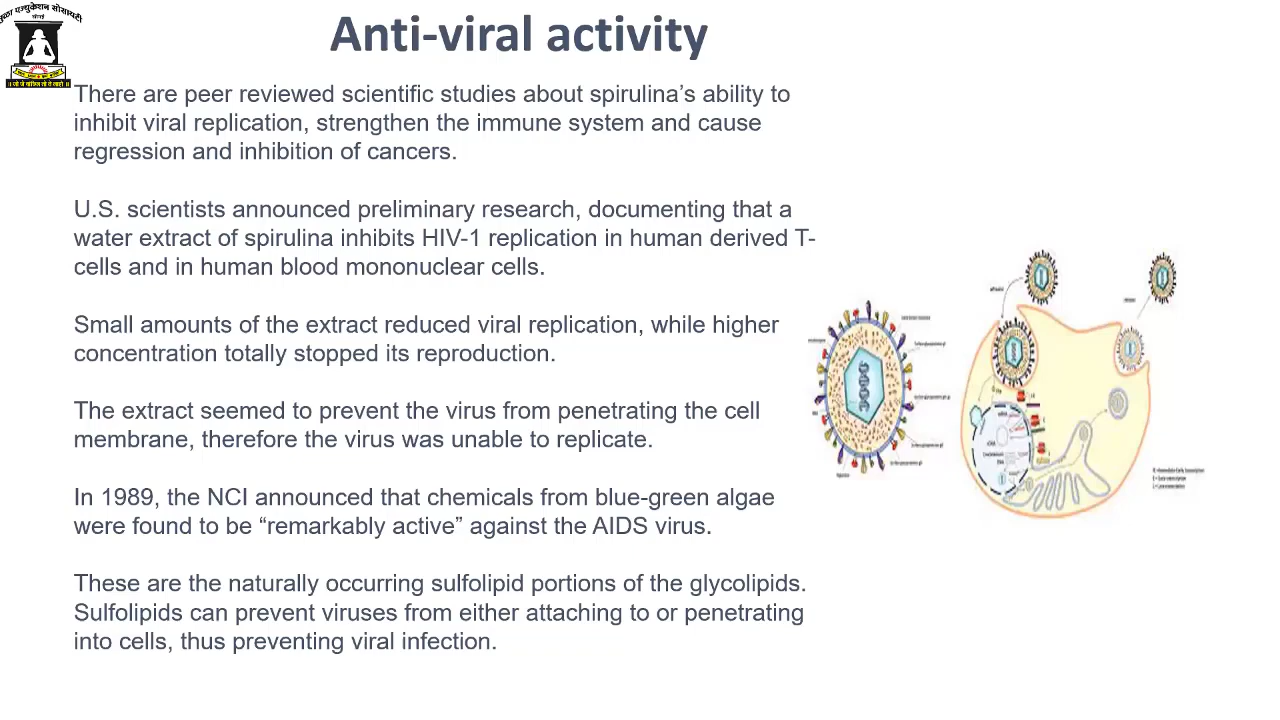 एज्युकेशन सोसायटी
Anti-viral activity
There are peer reviewed scientific studies about spirulina’s ability to
inhibit viral replication, strengthen the immune system and cause
regression and inhibition of cancers.
U.S. scientists announced preliminary research, documenting that a
water extract of spirulina inhibits HIV-1 replication in human derived T-
cells and in human blood mononuclear cells.
Small amounts of the extract reduced viral replication, while higher
concentration totally stopped its reproduction.
The extract seemed to prevent the virus from penetrating the cell
membrane, therefore the virus was unable to replicate.
In 1989, the NCI announced that chemicals from blue-green algae
were found to be “remarkably active” against the AIDS virus.
These are the naturally occurring sulfolipid portions of the glycolipids.
Sulfolipids can prevent viruses from either attaching to or penetrating
into cells, thus preventing viral infection.